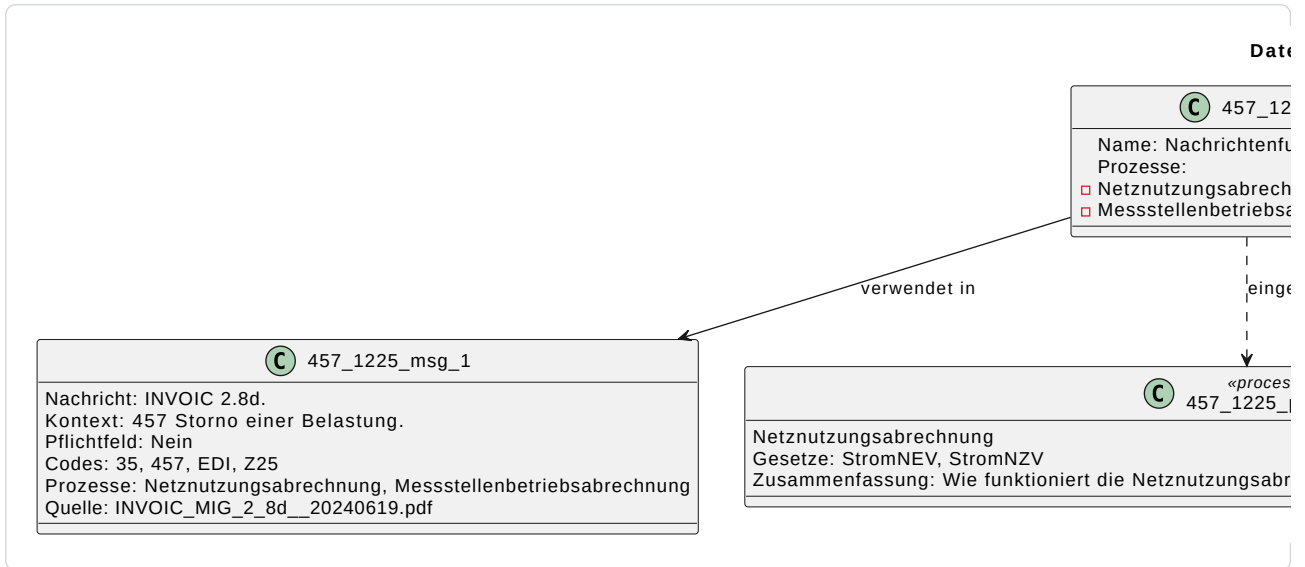 Date
C 457_12
Name: Nachrichtenfu
Prozesse:
Netznutzungsabrech
Messstellenbetriebsa
verwendet in
einge
C 457_1225_msg_1
Nachricht: INVOIC 2.8d.
Kontext: 457 Storno einer Belastung.
Pflichtfeld: Nein
Codes: 35, 457, EDI, Z25
Prozesse: Netznutzungsabrechnung, Messstellenbetriebsabrechnung
Quelle: INVOIC_MIG_2_8d__20240619.pdf
«proces
C 457_1225_p
Netznutzungsabrechnung
Gesetze: StromNEV, StromNZV
Zusammenfassung: Wie funktioniert die Netznutzungsabr